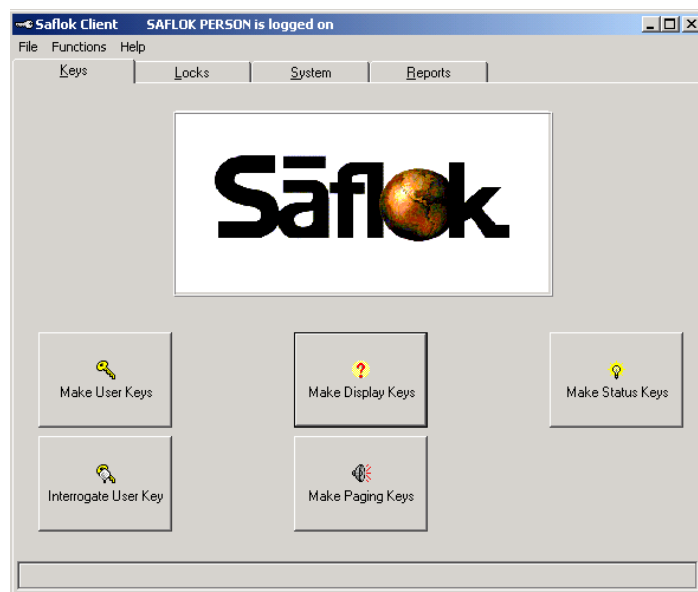 Saflok Client SAFLOK PERSON is logged on
File Functions Help
Keys Locks System Reports
Sāflok
Make User Keys Make Display Keys Make Status Keys
Interrogate User Key Make Paging Keys